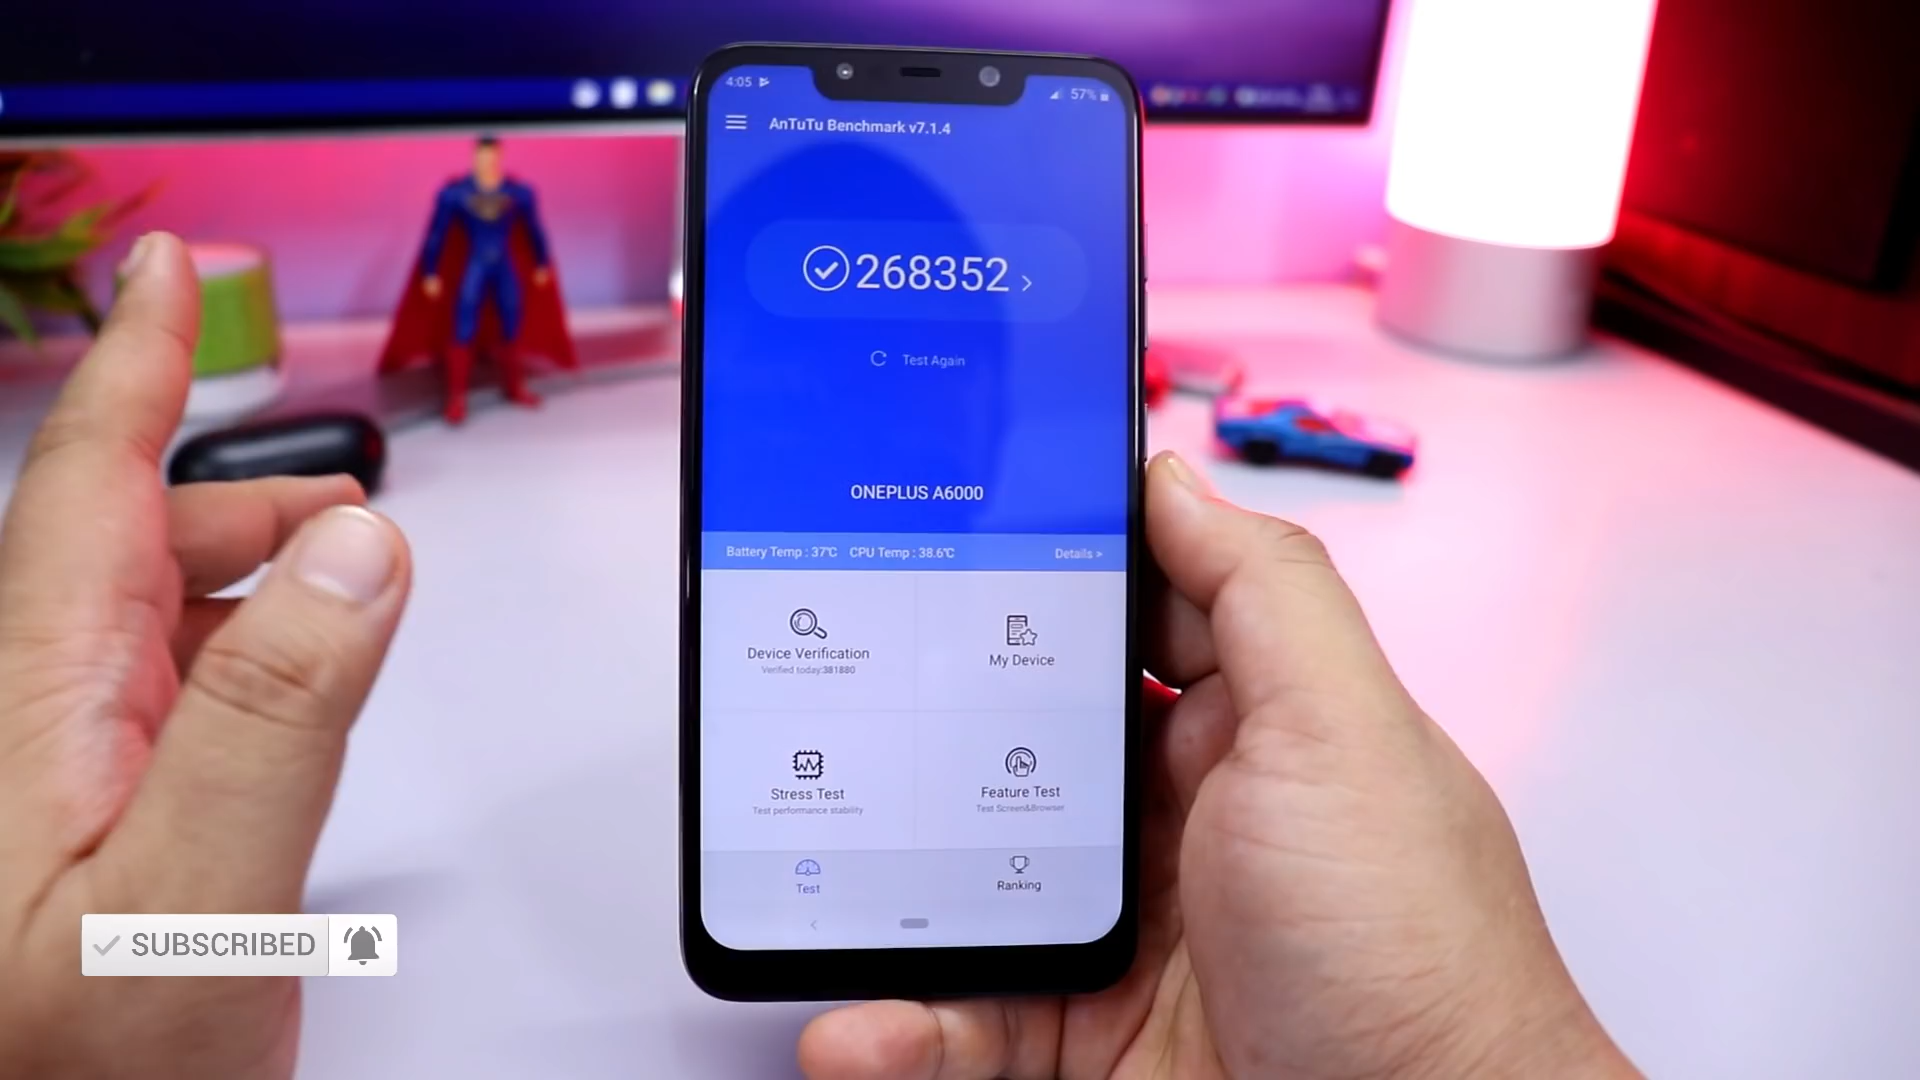 4:05
57%
AnTuTu Benchmark v7.1.4
268352 >
Test Again
ONEPLUS A6000
Battery Temp : 37℃ CPU Temp : 38.6℃ Details >
Device Verification
Verified today:381880
My Device
Stress Test
Test performance stability
Feature Test
Test Screen&Browser
Test
Ranking
SUBSCRIBED